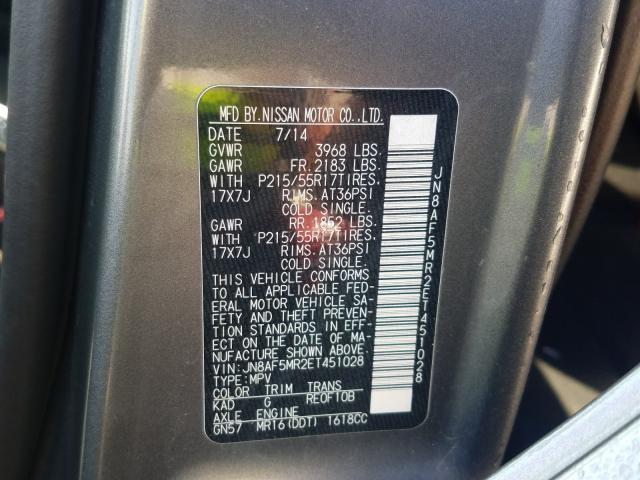 MFD BY.NISSAN MOTOR CO.,LTD.
DATE 7/14
GVWR 3968 LBS.
GAWR FR.2183 LBS.
WITH P215/55R17TIRES.
17X7J RIMS.AT36PSI
COLD SINGLE.
GAWR RR.1852 LBS.
WITH P215/55R17TIRES.
17X7J RIMS.AT36PSI
COLD SINGLE.
THIS VEHICLE CONFORMS
TO ALL APPLICABLE FED-
ERAL MOTOR VEHICLE SA-
FETY AND THEFT PREVEN-
TION STANDARDS IN EFF-
ECT ON THE DATE OF MA-
NUFACTURE SHOWN ABOVE.
VIN:JN8AF5MR2ET451028
TYPE:MPV
COLOR TRIM TRANS
KAD G RE0F10B
AXLE ENGINE
GN57 MR16(DDT) 1618CC
JN8AF5MR2ET451028